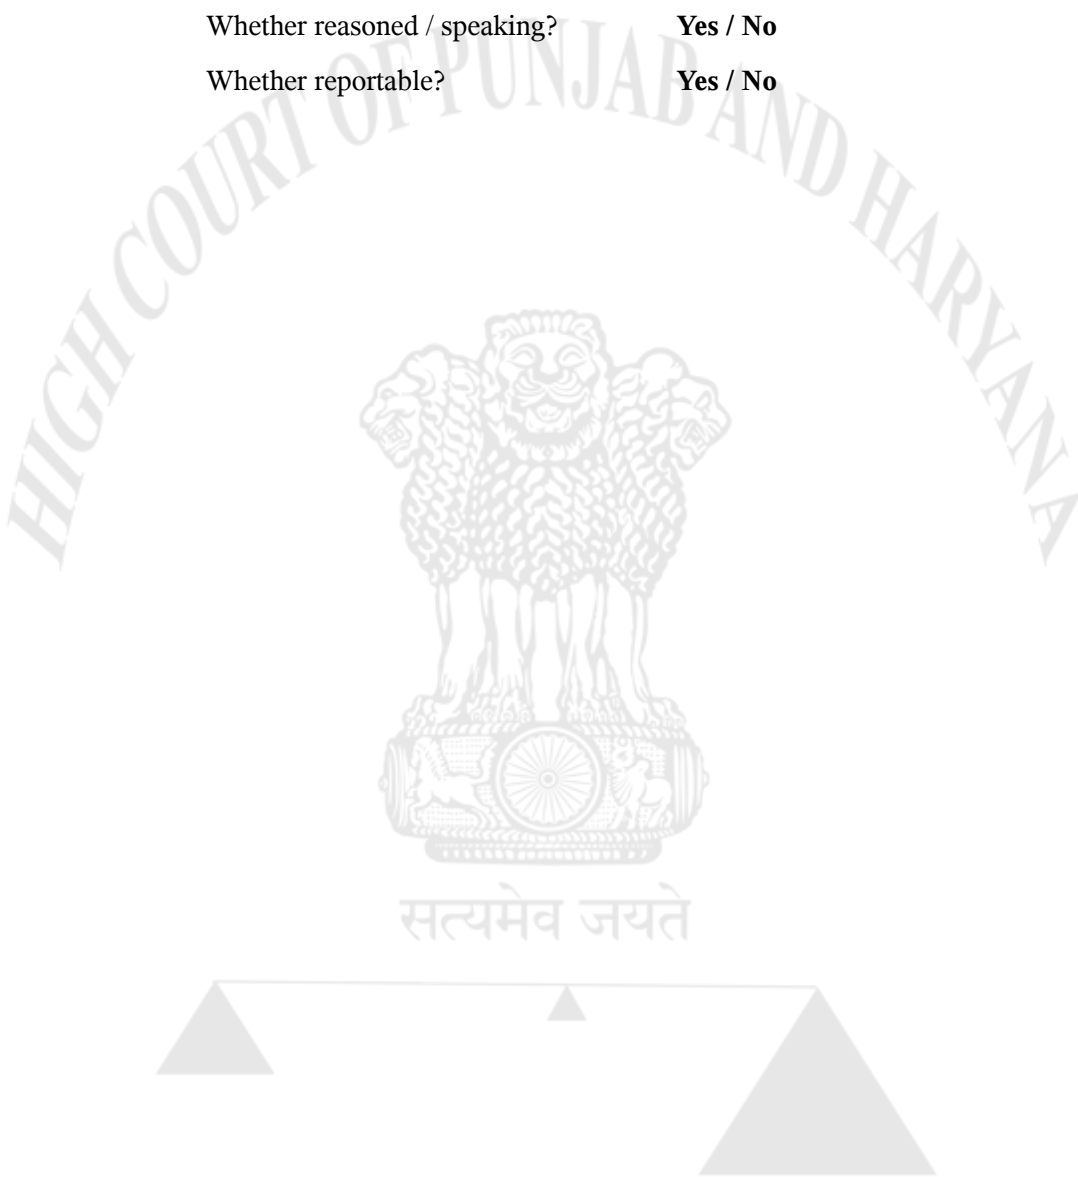 Whether reasoned / speaking? Yes / No
Whether reportable? Yes / No
HIGH COURT OF PUNJAB AND HARYANA
सत्यमेव जयते